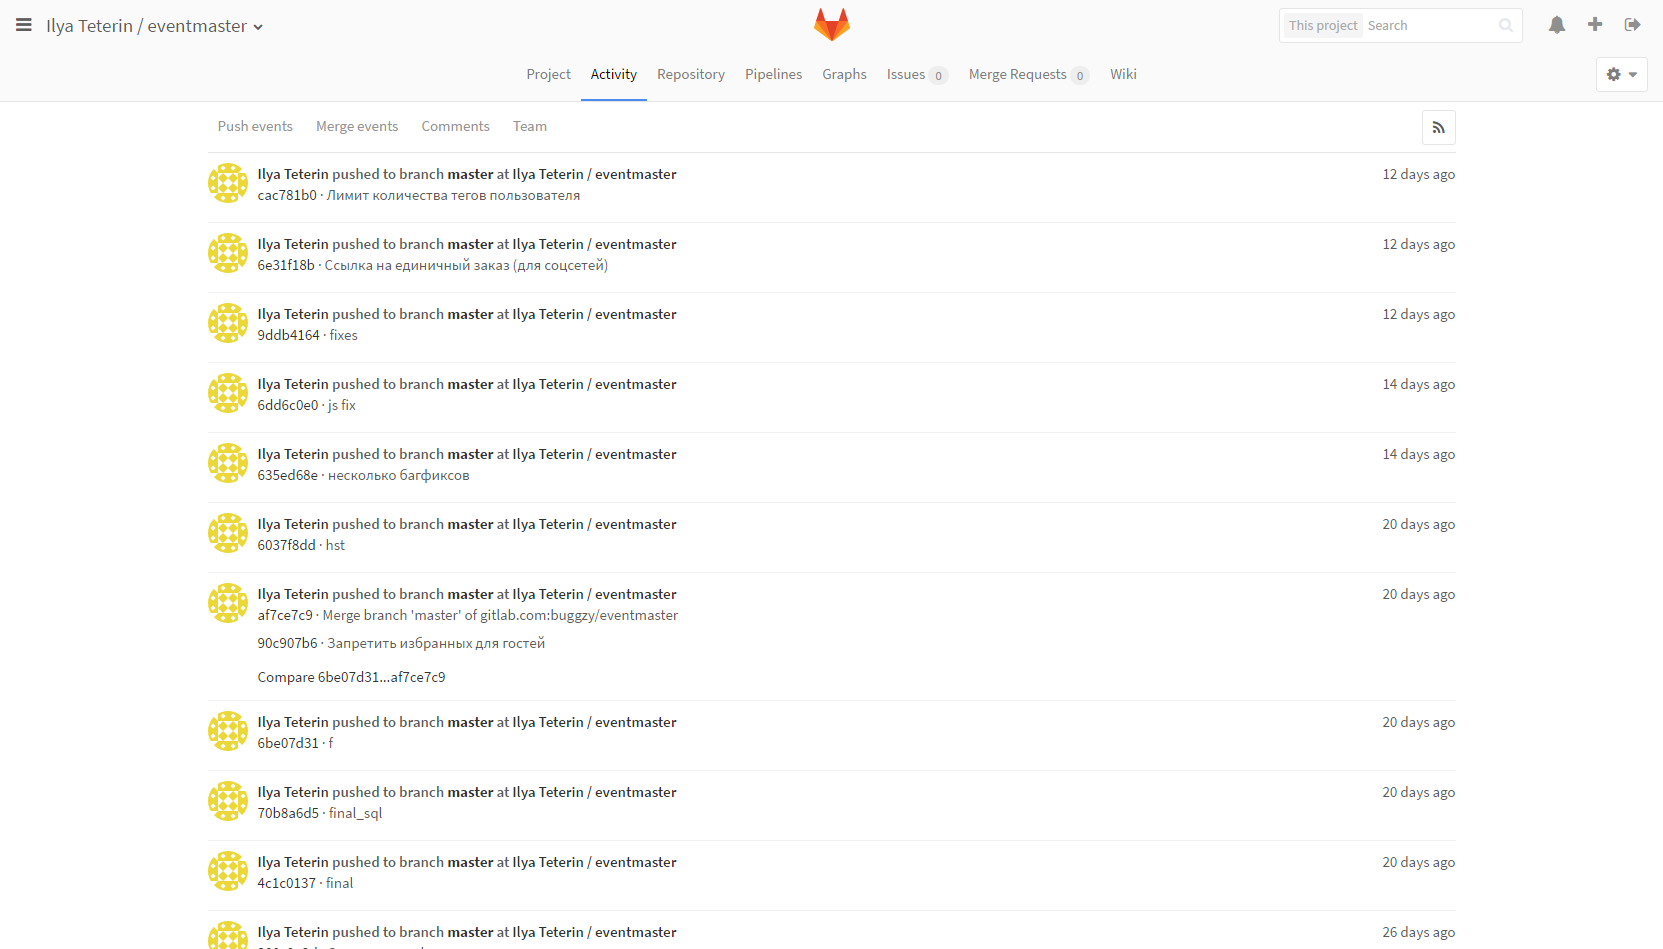 Ilya Teterin / eventmaster
This project Search
Project Activity Repository Pipelines Graphs Issues 0 Merge Requests 0 Wiki
Push events Merge events Comments Team
Ilya Teterin pushed to branch master at Ilya Teterin / eventmaster 12 days ago
cac781b0 · Лимит количества тегов пользователя
Ilya Teterin pushed to branch master at Ilya Teterin / eventmaster 12 days ago
6e31f18b · Ссылка на единичный заказ (для соцсетей)
Ilya Teterin pushed to branch master at Ilya Teterin / eventmaster 12 days ago
9ddb4164 · fixes
Ilya Teterin pushed to branch master at Ilya Teterin / eventmaster 14 days ago
6dd6c0e0 · js fix
Ilya Teterin pushed to branch master at Ilya Teterin / eventmaster 14 days ago
635ed68e · несколько багфиксов
Ilya Teterin pushed to branch master at Ilya Teterin / eventmaster 20 days ago
6037f8dd · hst
Ilya Teterin pushed to branch master at Ilya Teterin / eventmaster 20 days ago
af7ce7c9 · Merge branch 'master' of gitlab.com:buggzy/eventmaster
90c907b6 · Запретить избранных для гостей
Compare 6be07d31...af7ce7c9
Ilya Teterin pushed to branch master at Ilya Teterin / eventmaster 20 days ago
6be07d31 · f
Ilya Teterin pushed to branch master at Ilya Teterin / eventmaster 20 days ago
70b8a6d5 · final_sql
Ilya Teterin pushed to branch master at Ilya Teterin / eventmaster 20 days ago
4c1c0137 · final
Ilya Teterin pushed to branch master at Ilya Teterin / eventmaster 26 days ago